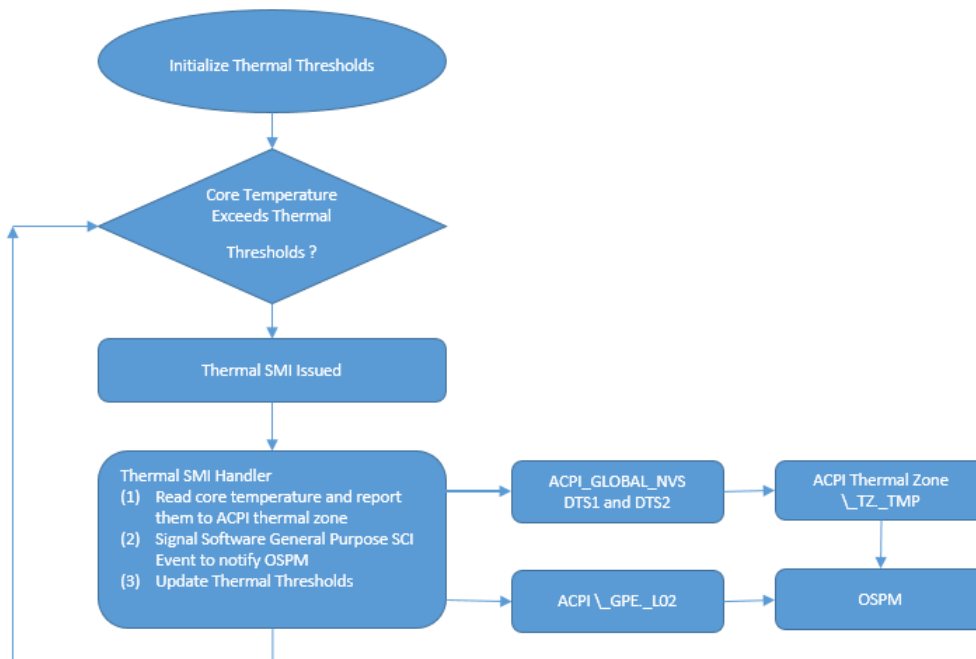 Initialize Thermal Thresholds
Core Temperature
Exceeds Thermal
Thresholds ?
Thermal SMI Issued
Thermal SMI Handler
(1) Read core temperature and report
them to ACPI thermal zone
(2) Signal Software General Purpose SCI
Event to notify OSPM
(3) Update Thermal Thresholds
ACPI_GLOBAL_NVS
DTS1 and DTS2
ACPI Thermal Zone
\_TZ._TMP
ACPI \_GPE._L02
OSPM